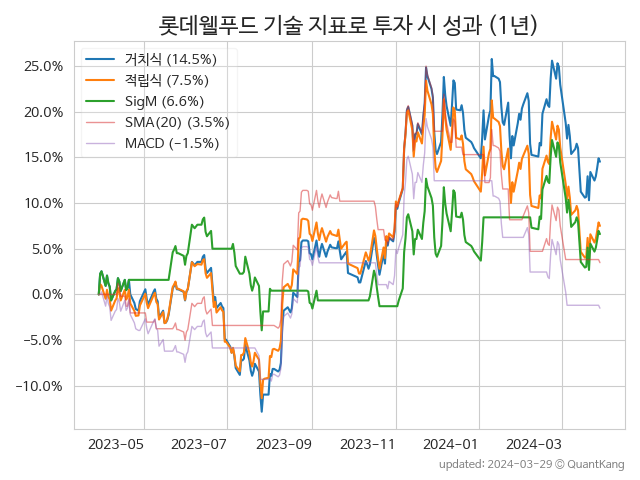 롯데웰푸드 기술 지표로 투자 시 성과 (1년)
거치식 (14.5%)
적립식 (7.5%)
SigM (6.6%)
SMA(20) (3.5%)
MACD (−1.5%)
25.0%
20.0%
15.0%
10.0%
5.0%
0.0%
−5.0%
−10.0%
2023-05 2023-07 2023-09 2023-11 2024-01 2024-03
updated: 2024-03-29 © QuantKang